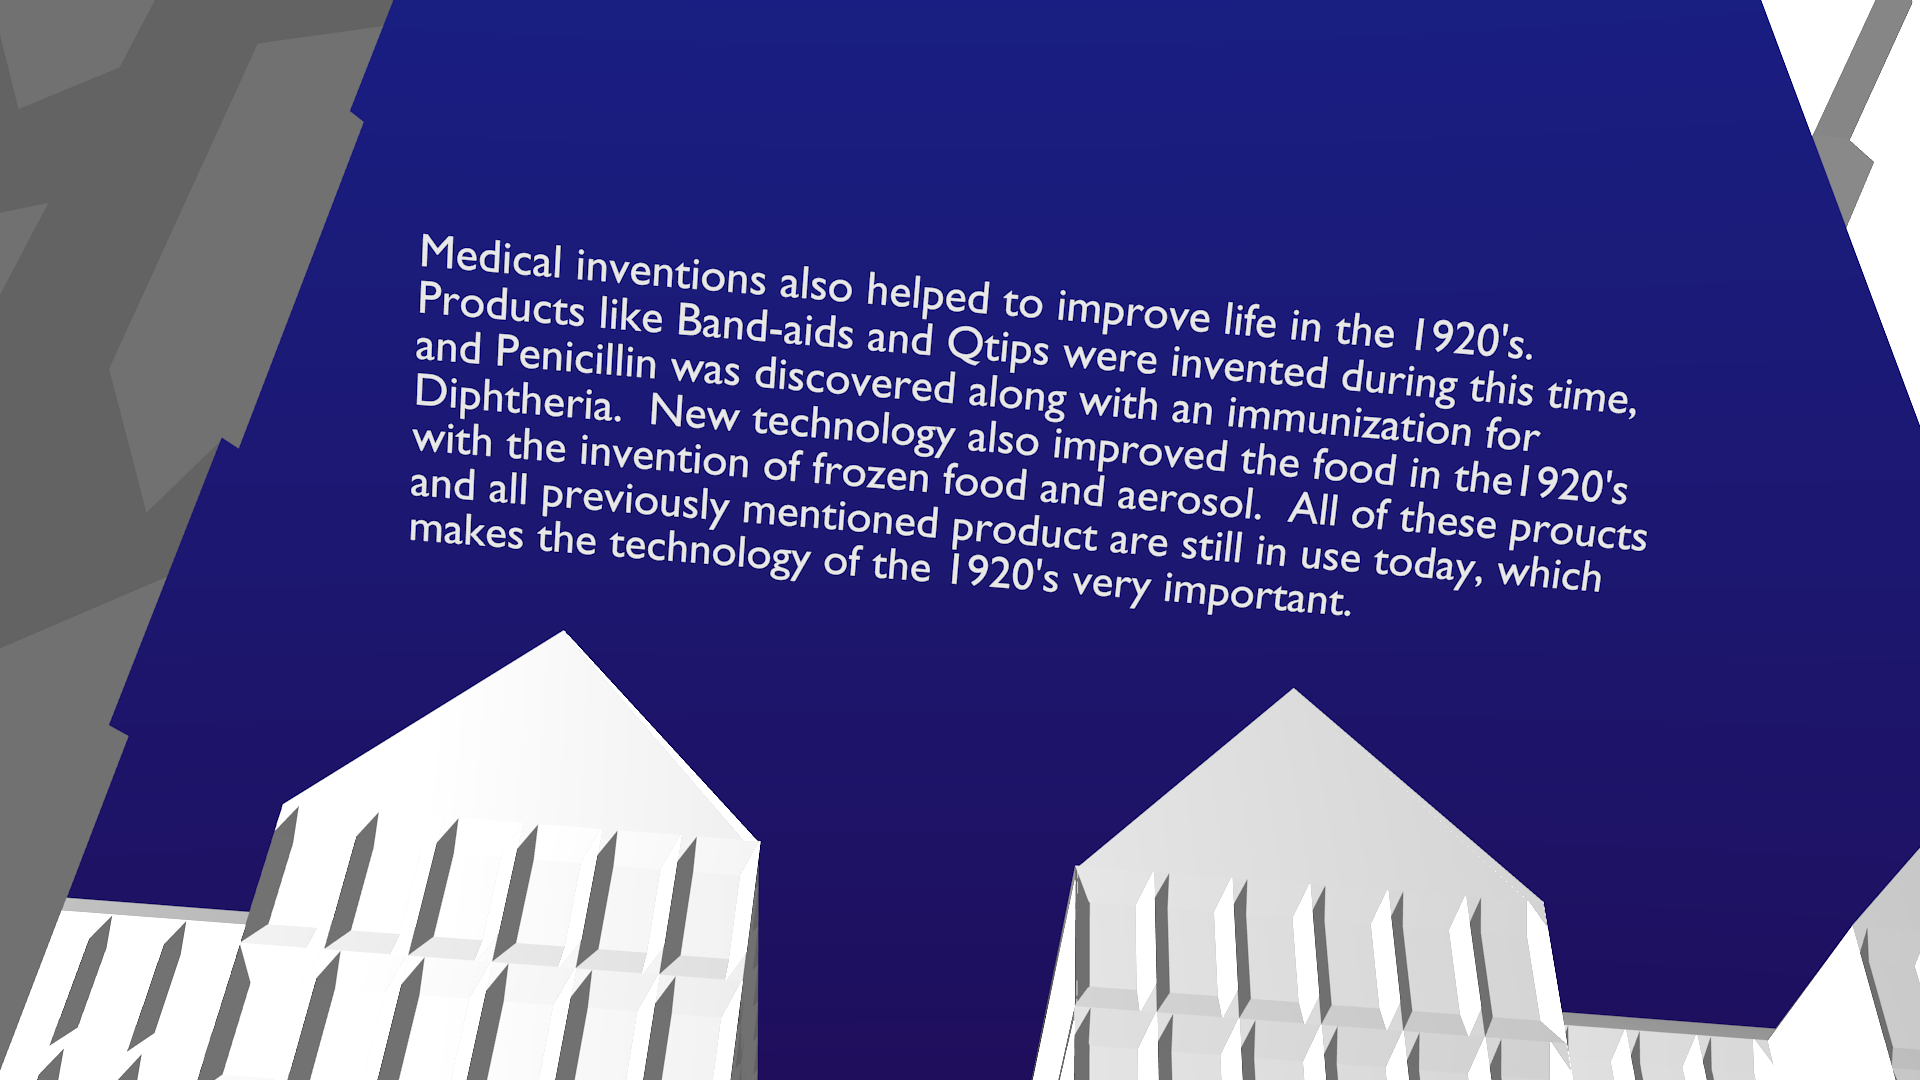 Medical inventions also helped to improve life in the 1920's.
Products like Band-aids and Qtips were invented during this time,
and Penicillin was discovered along with an immunization for
Diphtheria.  New technology also improved the food in the1920's
with the invention of frozen food and aerosol.  All of these proucts
and all previously mentioned product are still in use today, which
makes the technology of the 1920's very important.